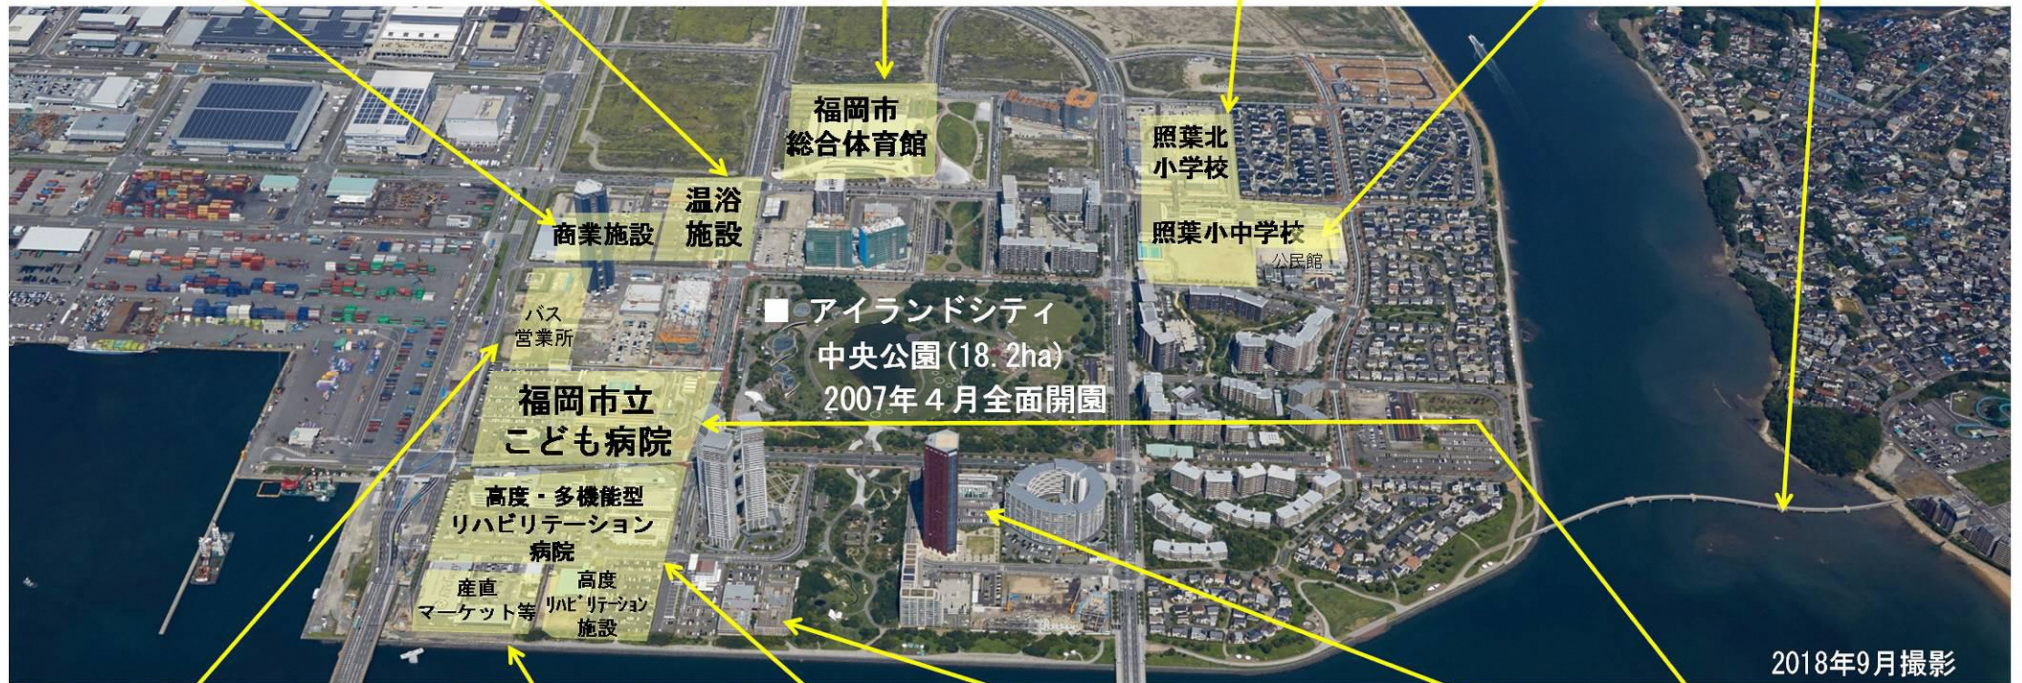 福岡市
総合体育館
照葉北
小学校
温浴
施設
商業施設
照葉小中学校
公民館
バス
営業所
■ アイランドシティ
中央公園(18.2ha)
2007年4月全面開園
福岡市立
こども病院
高度・多機能型
リハビリテーション
病院
産直
マーケット等
高度
リハビリテーション
施設
2018年9月撮影